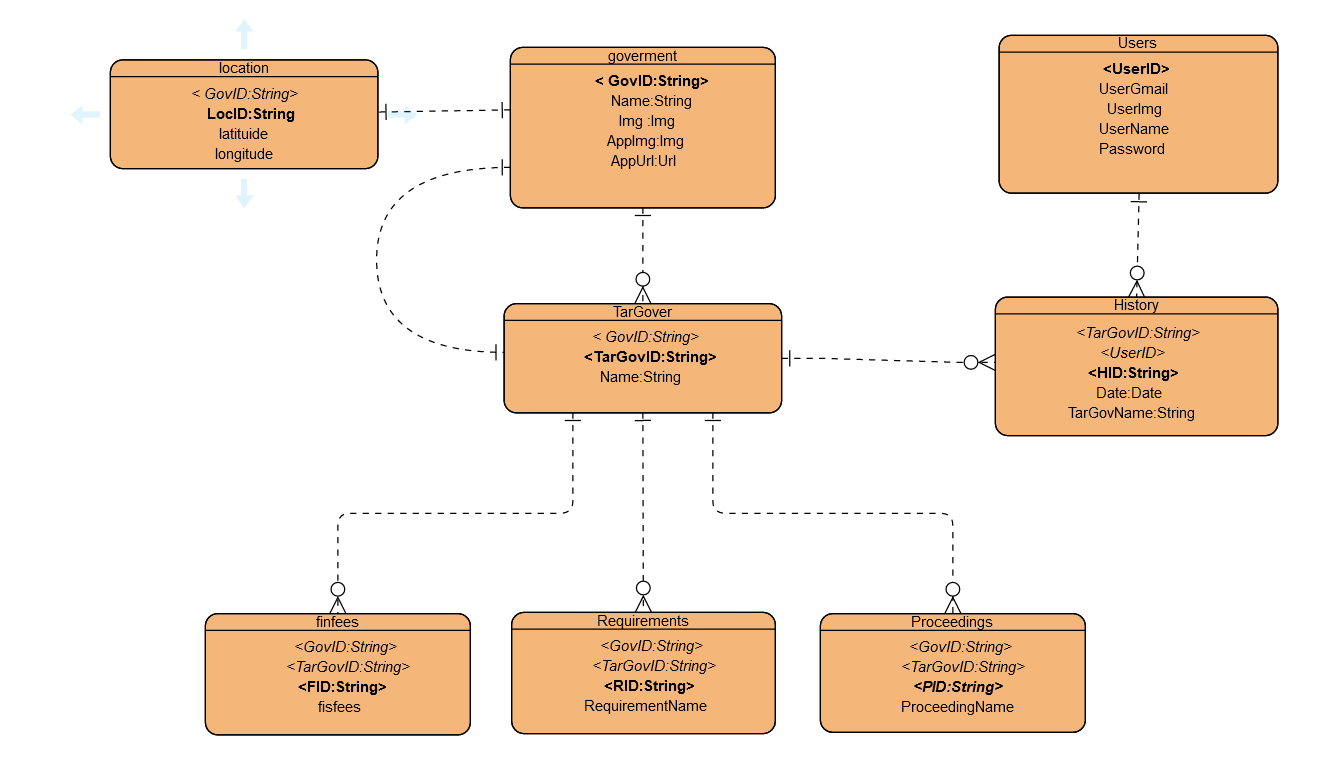 location
< GovID:String>
LocID:String
latituide
longitude
goverment
< GovID:String>
Name:String
Img :Img
AppImg:Img
AppUrl:Url
Users
<UserID>
UserGmail
UserImg
UserName
Password
TarGover
< GovID:String>
<TarGovID:String>
Name:String
History
<TarGovID:String>
<UserID>
<HID:String>
Date:Date
TarGovName:String
finfees
<GovID:String>
<TarGovID:String>
<FID:String>
fisfees
Requirements
<GovID:String>
<TarGovID:String>
<RID:String>
RequirementName
Proceedings
<GovID:String>
<TarGovID:String>
<PID:String>
ProceedingName